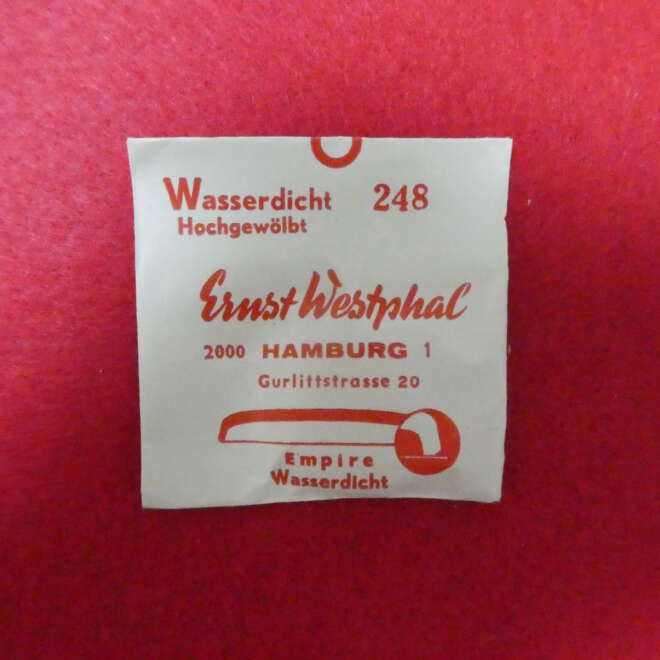 Wasserdicht 248
Hochgewölbt
Ernst Westphal
2000 HAMBURG 1
Gurlittstrasse 20
Empire
Wasserdicht